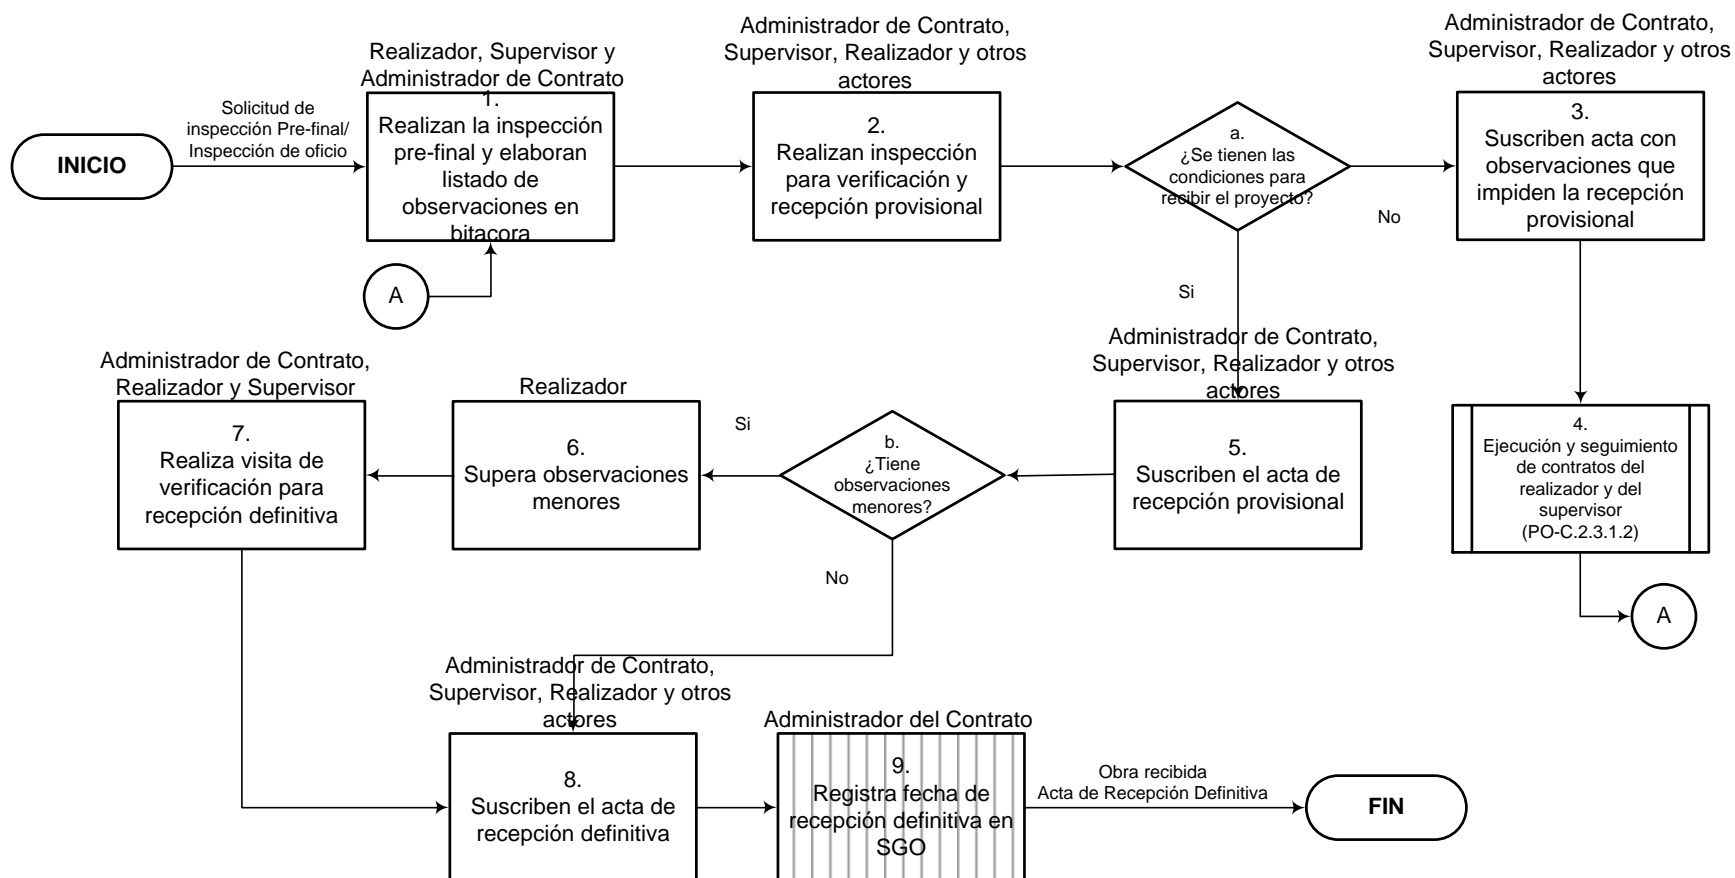 INICIO
Solicitud de
inspección Pre-final/
Inspección de oficio
Realizador, Supervisor y
Administrador de Contrato
1.
Realizan la inspección
pre-final y elaboran
listado de
observaciones en
bitacora
A
Administrador de Contrato,
Supervisor, Realizador y otros
actores
2.
Realizan inspección
para verificación y
recepción provisional
a.
¿Se tienen las
condiciones para
recibir el proyecto?
No
Si
Administrador de Contrato,
Supervisor, Realizador y otros
actores
3.
Suscriben acta con
observaciones que
impiden la recepción
provisional
4.
Ejecución y seguimiento
de contratos del
realizador y del
supervisor
(PO-C.2.3.1.2)
A
Administrador de Contrato,
Supervisor, Realizador y otros
actores
5.
Suscriben el acta de
recepción provisional
b.
¿Tiene
observaciones
menores?
Si
No
Realizador
6.
Supera observaciones
menores
Administrador de Contrato,
Realizador y Supervisor
7.
Realiza visita de
verificación para
recepción definitiva
Administrador de Contrato,
Supervisor, Realizador y otros
actores
8.
Suscriben el acta de
recepción definitiva
Administrador del Contrato
9.
Registra fecha de
recepción definitiva en
SGO
Obra recibida
Acta de Recepción Definitiva
FIN